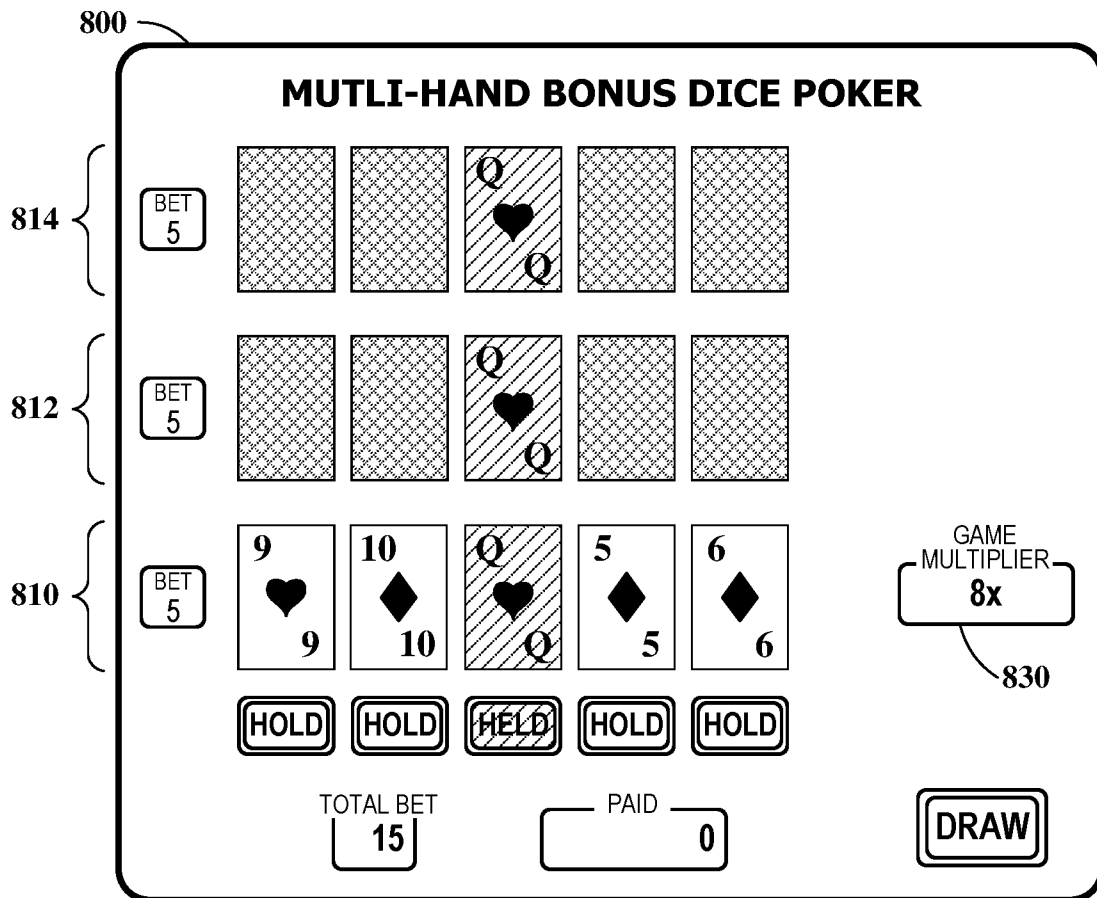 800
MUTLI-HAND BONUS DICE POKER
814
BET
5
Q
Q
812
BET
5
Q
Q
810
BET
5
9
9
10
10
Q
Q
5
5
6
6
GAME
MULTIPLIER
8x
830
HOLD HOLD HELD HOLD HOLD
TOTAL BET
15
PAID
0
DRAW